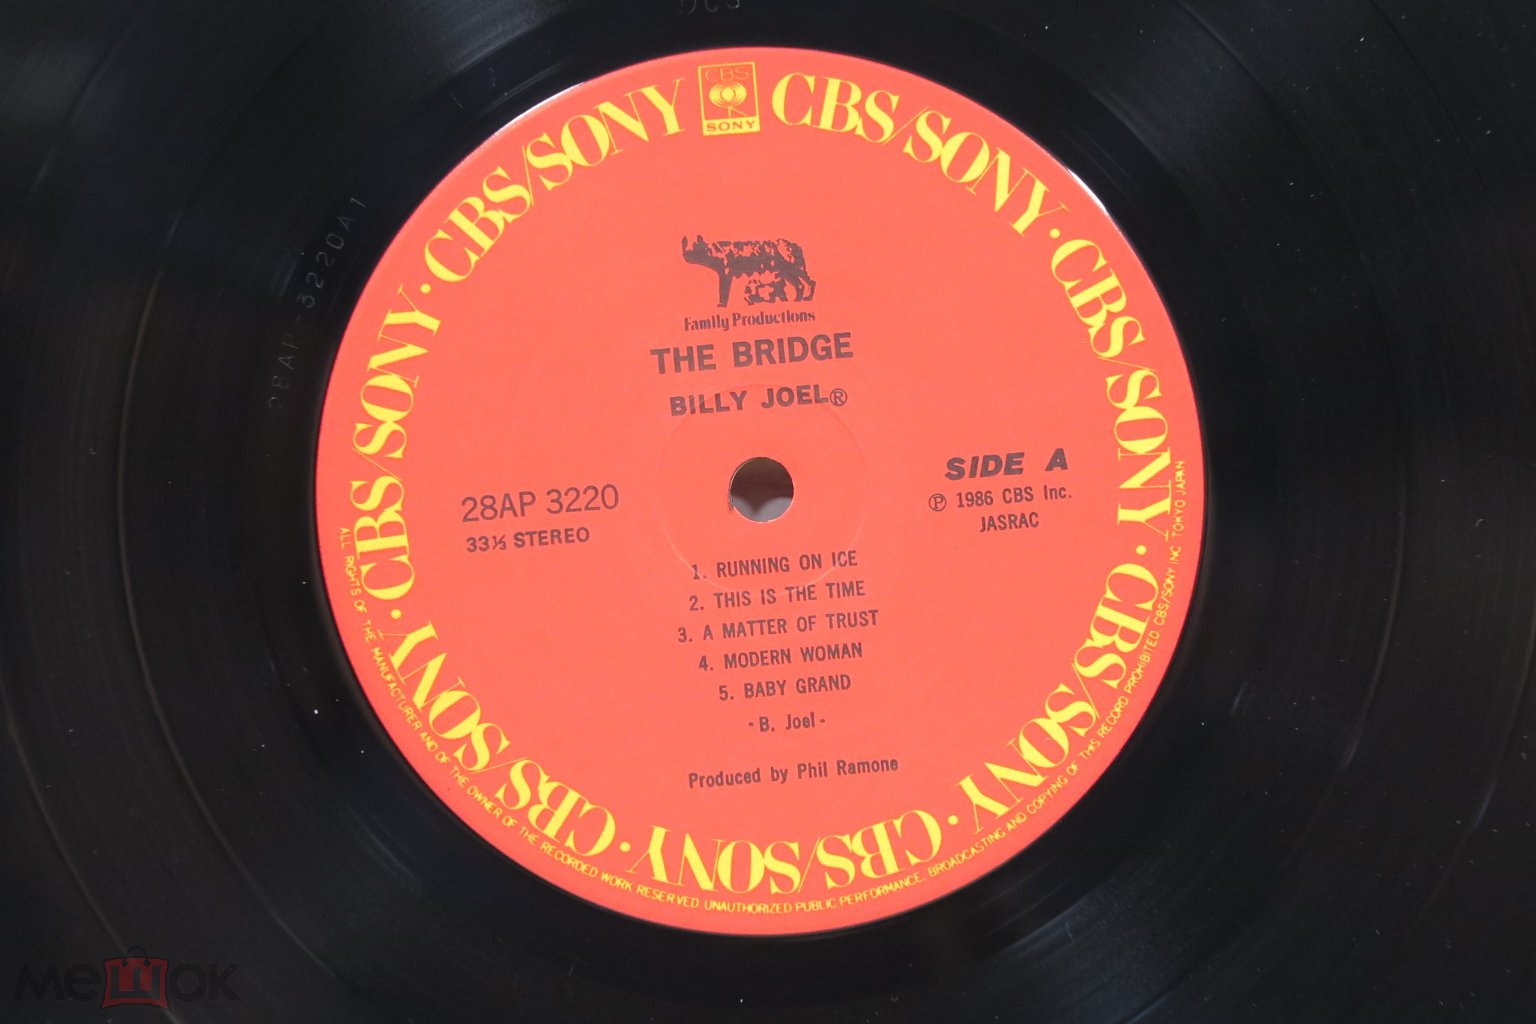 DCS
28AP-3220A1
CBS
SONY
CBS/SONY · CBS/SONY · CBS/SONY · CBS/SONY · CBS/SONY · CBS/SONY · CBS/SONY · CBS/SONY
Family Productions
THE BRIDGE
BILLY JOEL®
28AP 3220
33⅓ STEREO
SIDE A
℗ 1986 CBS Inc.
JASRAC
1. RUNNING ON ICE
2. THIS IS THE TIME
3. A MATTER OF TRUST
4. MODERN WOMAN
5. BABY GRAND
- B. Joel -
Produced by Phil Ramone
ALL RIGHTS OF THE MANUFACTURER AND OF THE OWNER OF THE RECORDED WORK RESERVED UNAUTHORIZED PUBLIC PERFORMANCE, BROADCASTING AND COPYING OF THIS RECORD PROHIBITED CBS/SONY INC TOKYO JAPAN
мешок